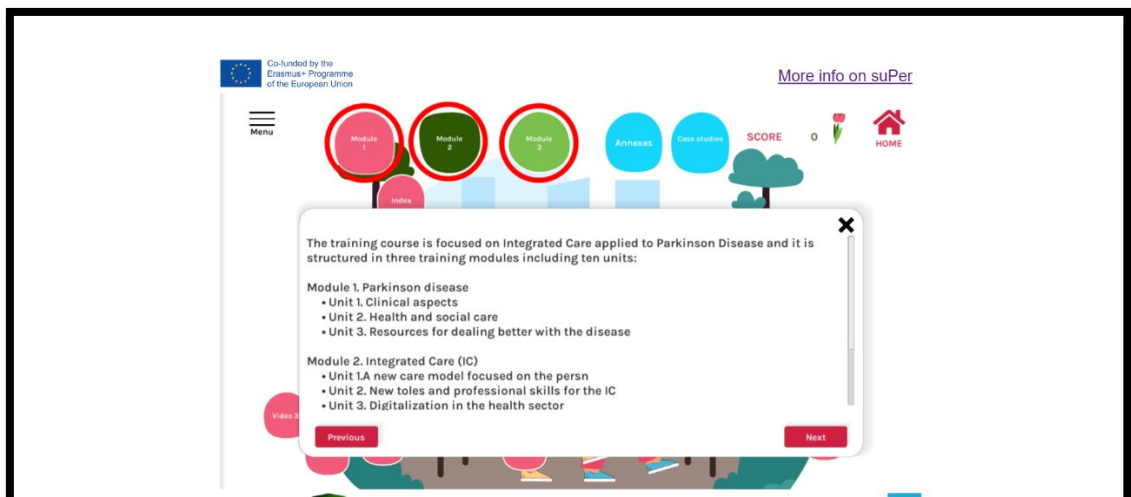 Co-funded by the
Erasmus+ Programme
of the European Union
More info on suPer
Menu
Module
1
Module
2
Module
3
Annexes
Case studies
SCORE
0
HOME
Index
The training course is focused on Integrated Care applied to Parkinson Disease and it is
structured in three training modules including ten units:
Module 1. Parkinson disease
• Unit 1. Clinical aspects
• Unit 2. Health and social care
• Unit 3. Resources for dealing better with the disease
Module 2. Integrated Care (IC)
• Unit 1.A new care model focused on the persn
• Unit 2. New toles and professional skills for the IC
• Unit 3. Digitalization in the health sector
Video 3
Previous
Next